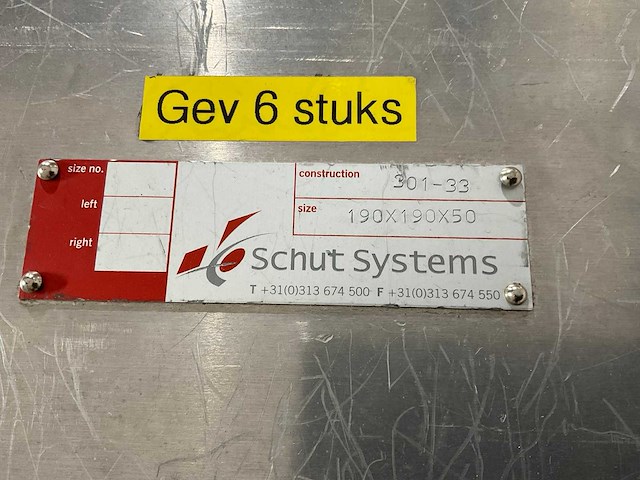 Gev 6 stuks
size no.
left
right
construction 301-33
size 190X190X50
Schut Systems
T +31(0)313 674 500 F +31(0)313 674 550